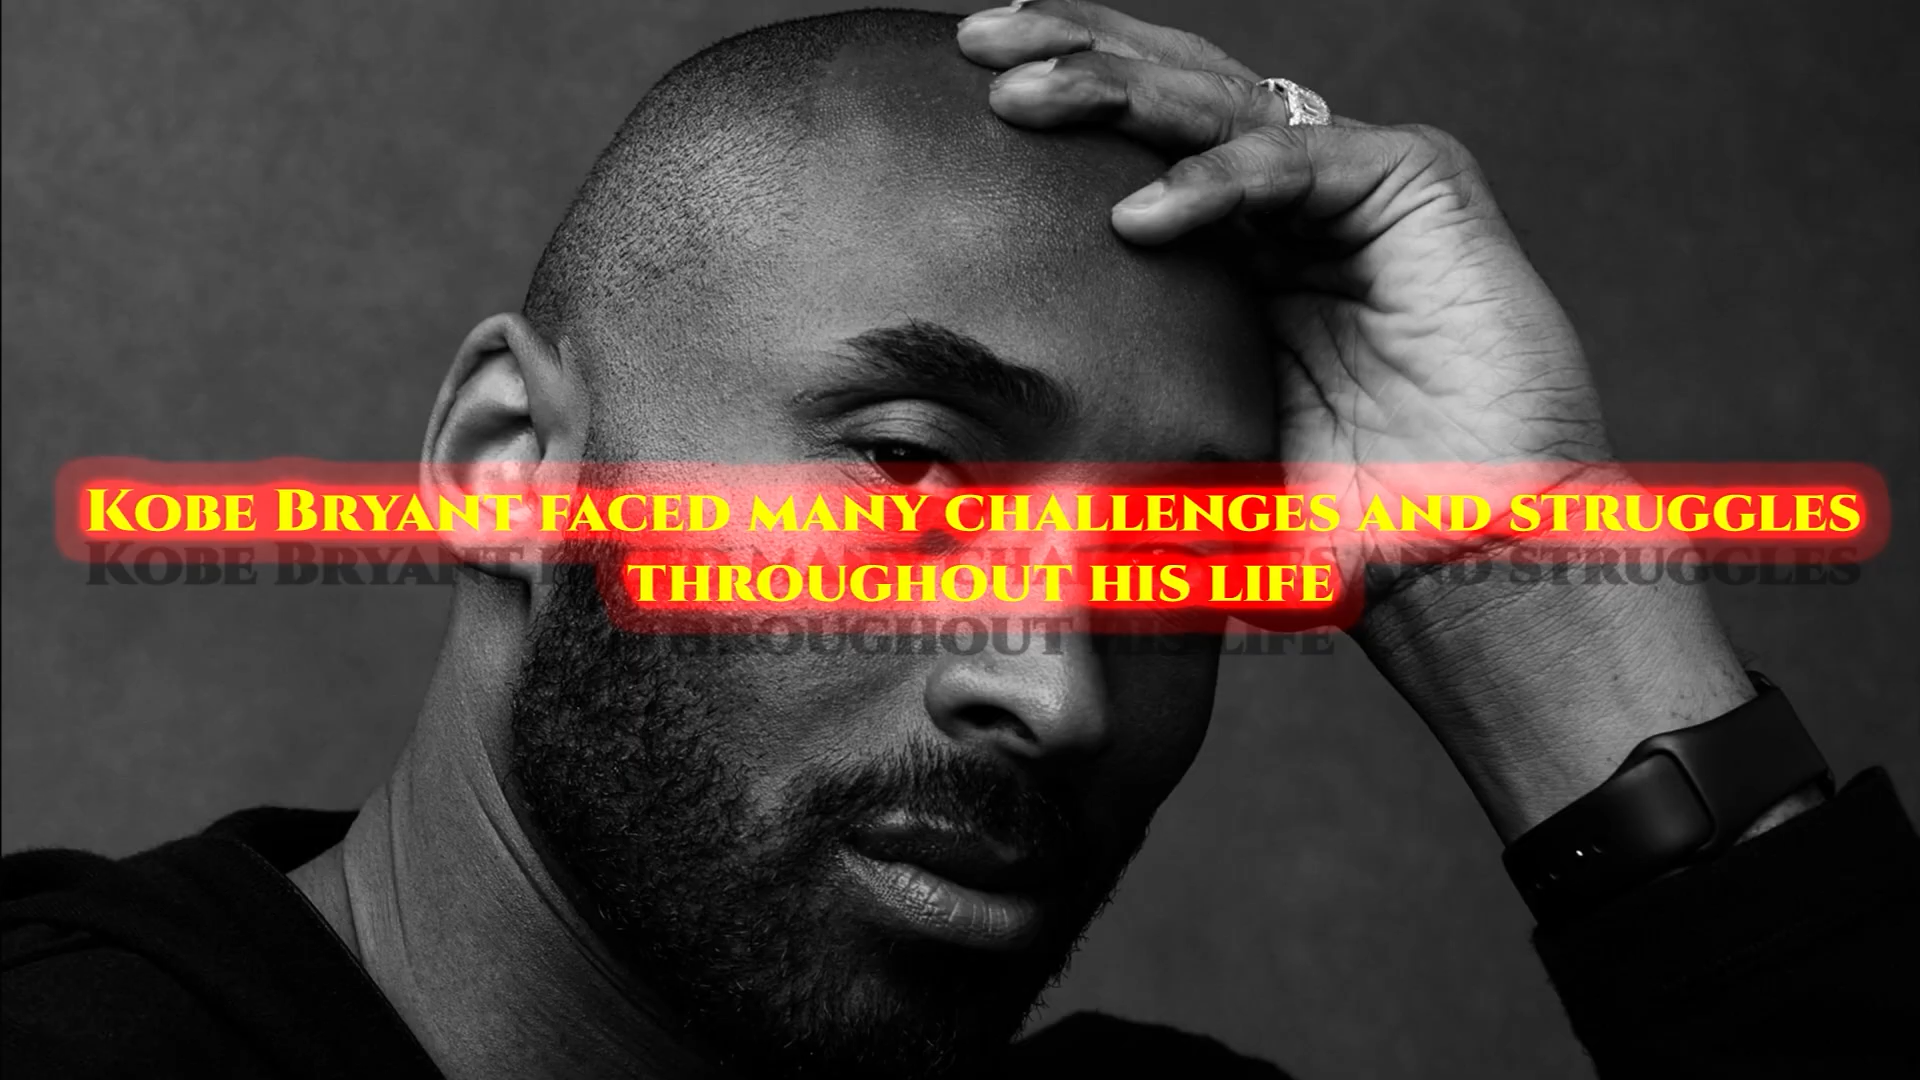 Kobe Bryant faced many challenges and struggles
throughout his life